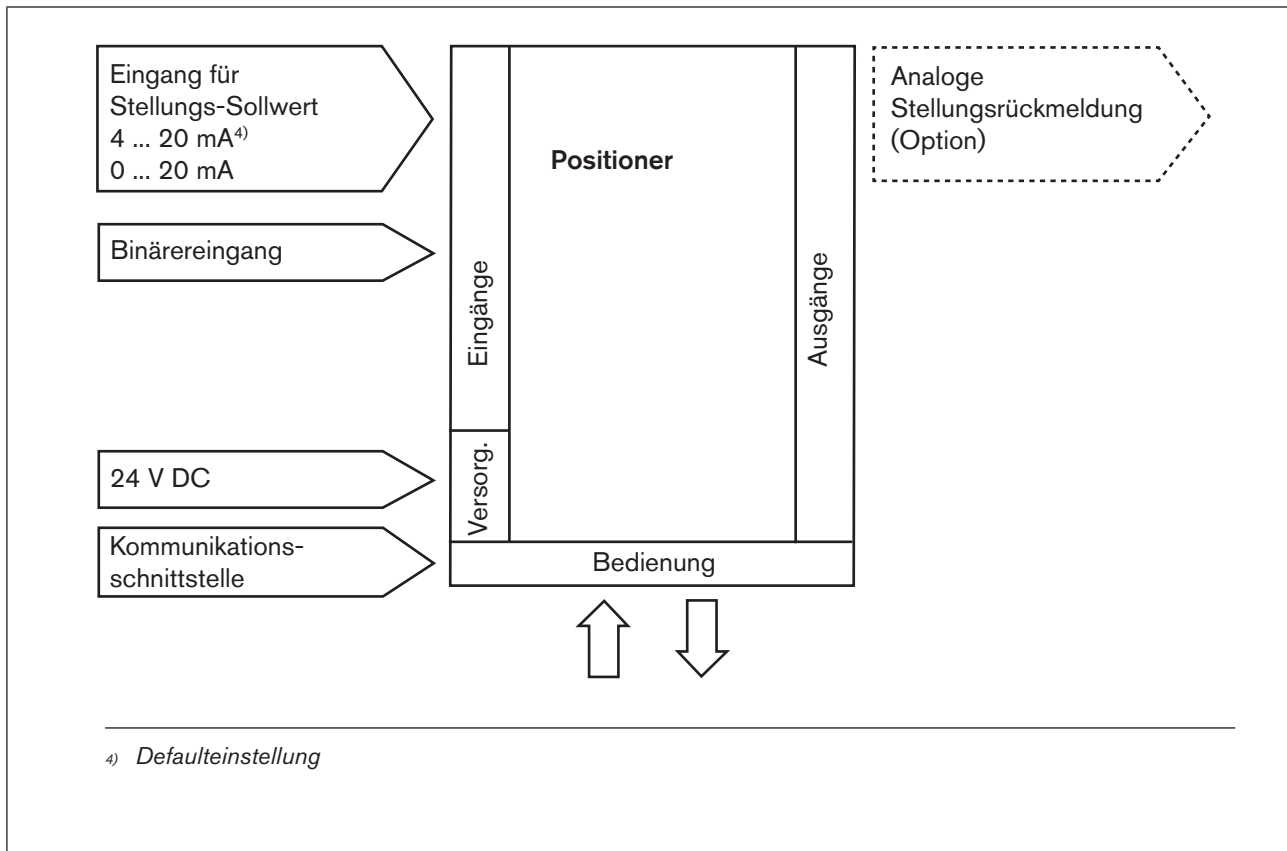 Eingang für
Stellungs-Sollwert
4 ... 20 mA4)
0 ... 20 mA
Binärereingang
24 V DC
Kommunikations-
schnittstelle
Eingänge
Versorg.
Positioner
Ausgänge
Bedienung
Analoge
Stellungsrückmeldung
(Option)
4) Defaulteinstellung